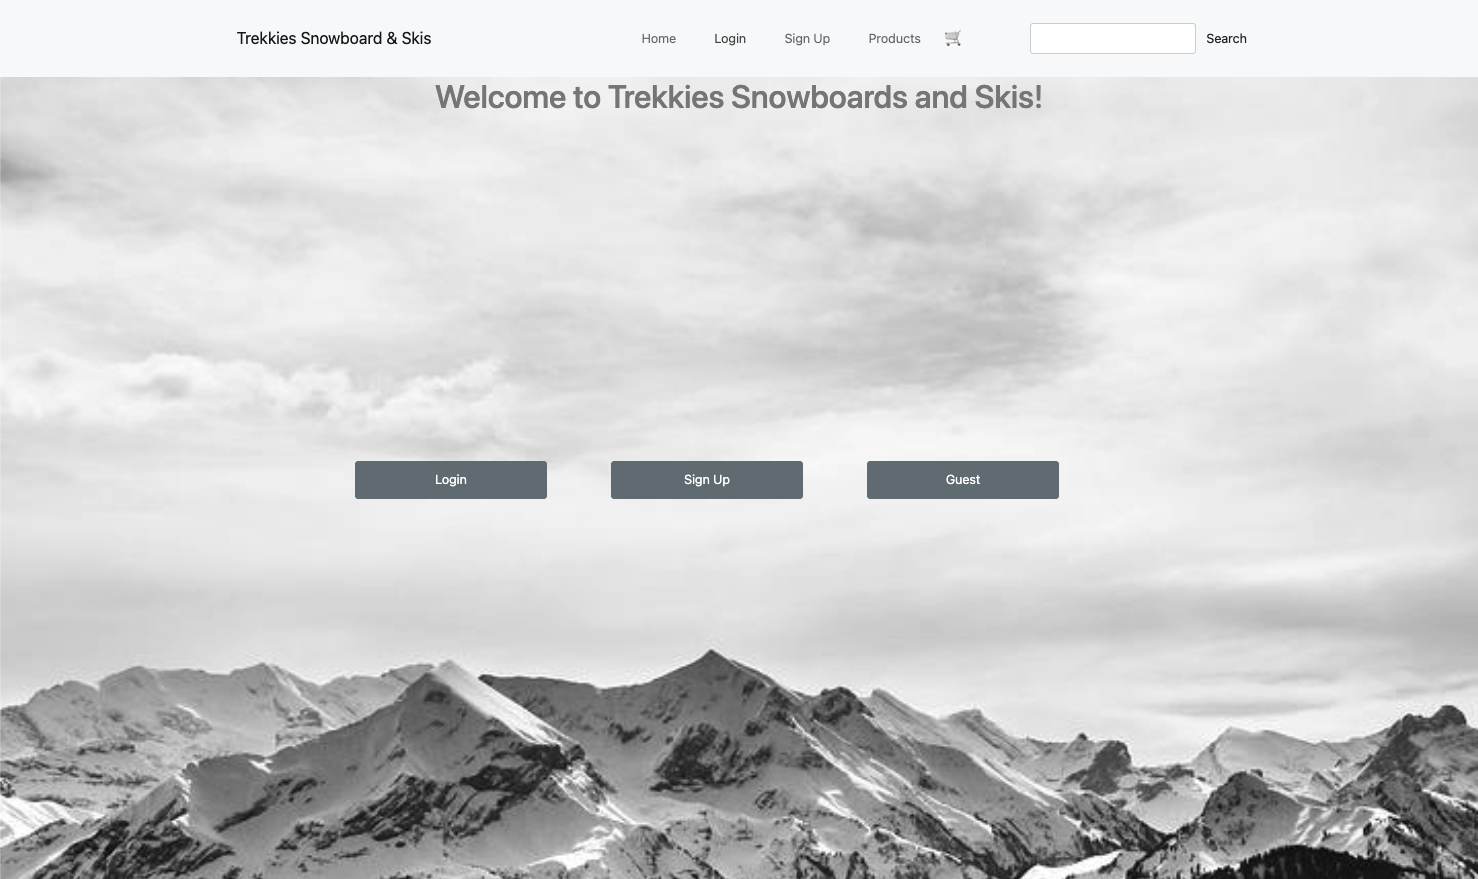 Trekkies Snowboard & Skis Home Login Sign Up Products Search
Welcome to Trekkies Snowboards and Skis!
Login Sign Up Guest